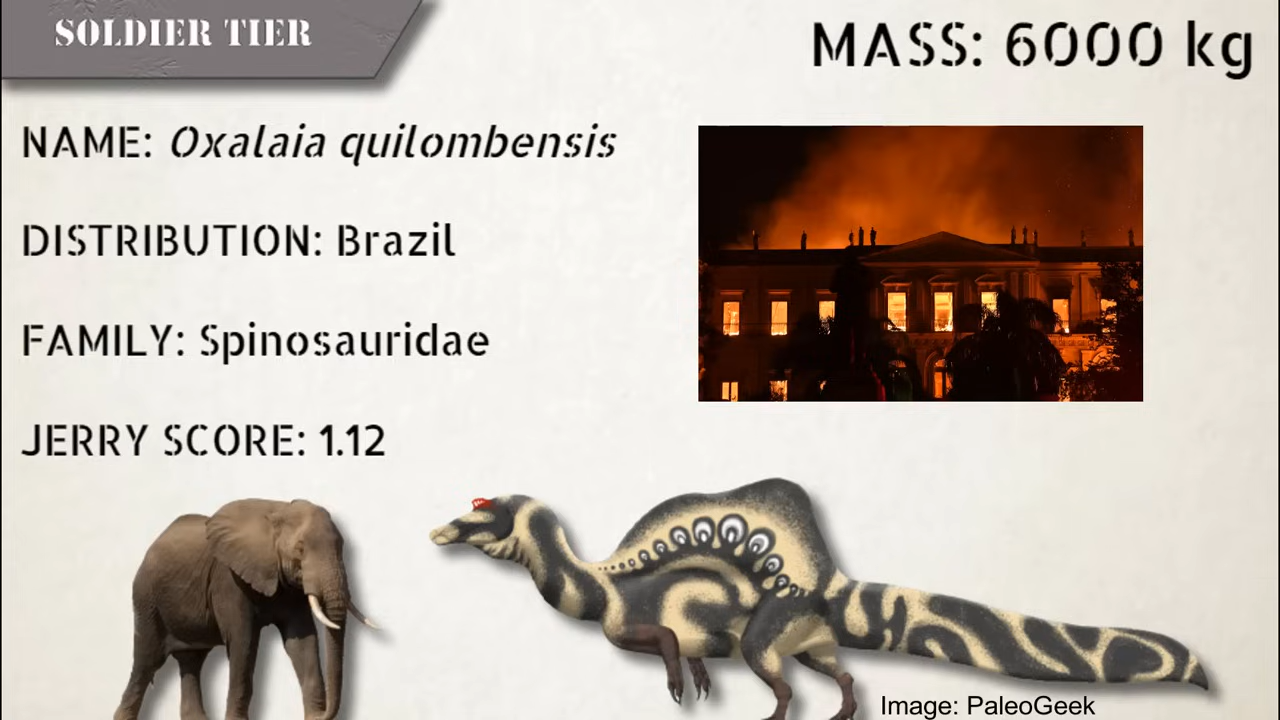 SOLDIER TIER
MASS: 6000 kg
NAME: Oxalaia quilombensis
DISTRIBUTION: Brazil
FAMILY: Spinosauridae
JERRY SCORE: 1.12
Image: PaleoGeek